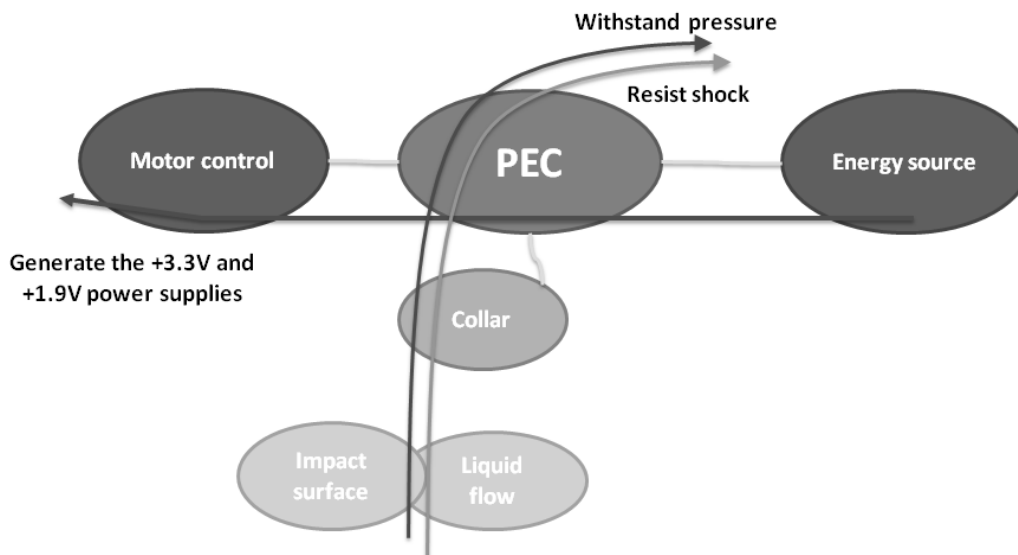 Withstand pressure
Resist shock
Motor control
PEC
Energy source
Generate the +3.3V and
+1.9V power supplies
Collar
Impact
surface
Liquid
flow